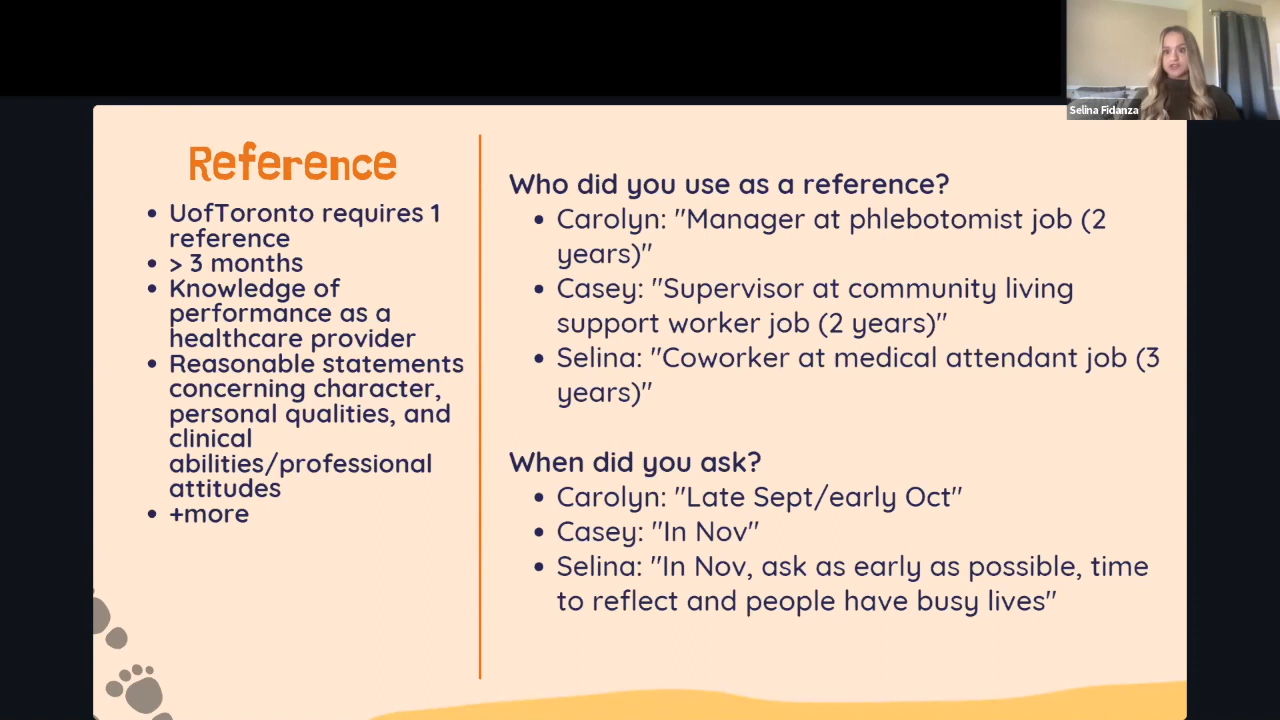 Selina Fidanza
Reference
• UofToronto requires 1
reference
• > 3 months
• Knowledge of
performance as a
healthcare provider
• Reasonable statements
concerning character,
personal qualities, and
clinical
abilities/professional
attitudes
• +more
Who did you use as a reference?
• Carolyn: "Manager at phlebotomist job (2
years)"
• Casey: "Supervisor at community living
support worker job (2 years)"
• Selina: "Coworker at medical attendant job (3
years)"
When did you ask?
• Carolyn: "Late Sept/early Oct"
• Casey: "In Nov"
• Selina: "In Nov, ask as early as possible, time
to reflect and people have busy lives"